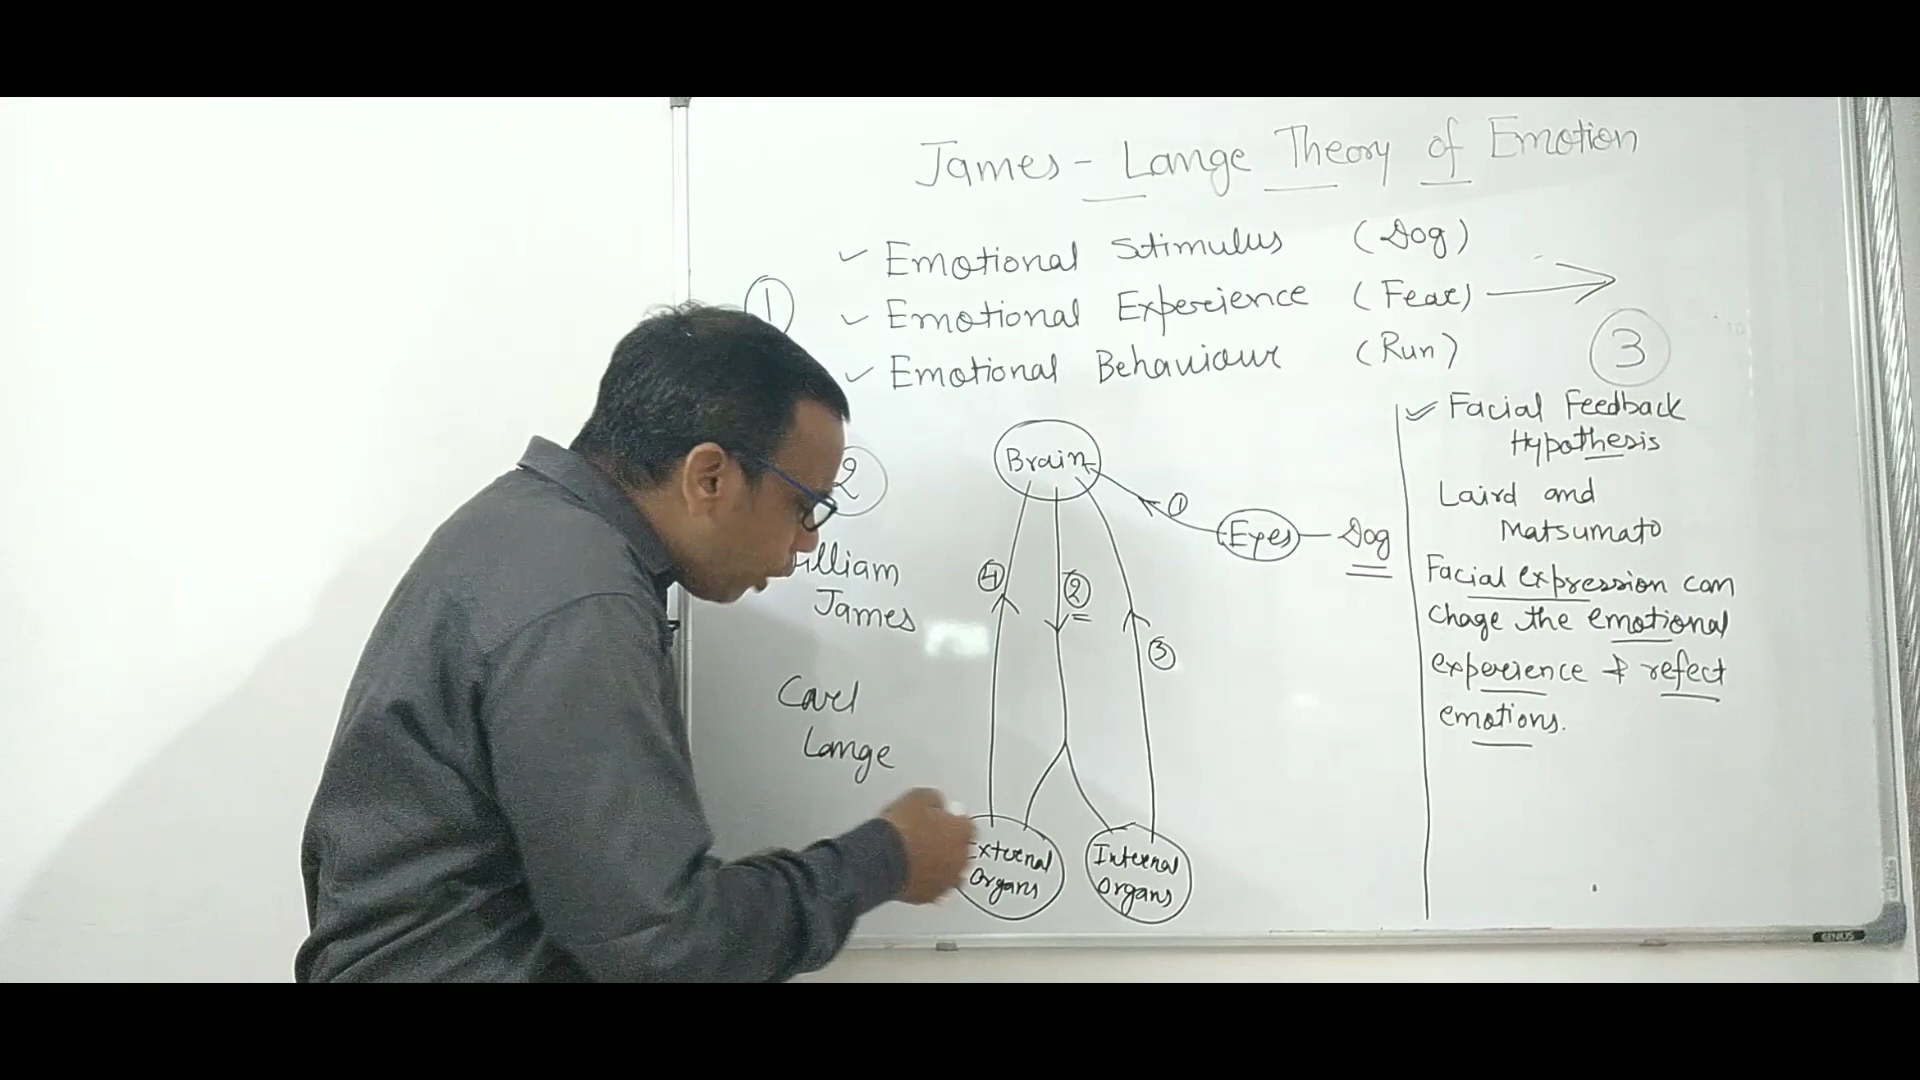 James - Lange Theory of Emotion
✓ Emotional Stimulus (Dog)
1
✓ Emotional Experience (Fear)
✓ Emotional Behaviour (Run)
3
✓ Facial Feedback
Hypothesis
Laird and
Matsumato
Facial expression can
chage the emotional
experience & refect
emotions.
2
William
James
Carl
Lange
Brain
1
Eyes - Dog
4
2
3
External
Organs
Internal
Organs